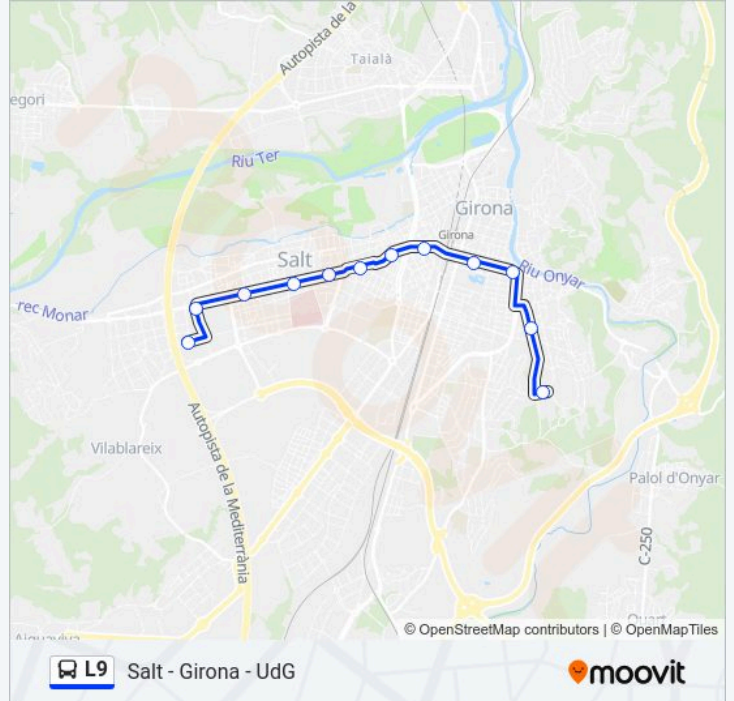 Autopista de la
Taialà
egori
Riu Ter
Girona
Girona
Salt
Riu Onyar
rec Monar
Autopista de la Mediterrània
Vilablareix
Palol d'Onyar
C-250
© OpenStreetMap contributors | © OpenMapTiles
L9 Salt - Girona - UdG
moovit